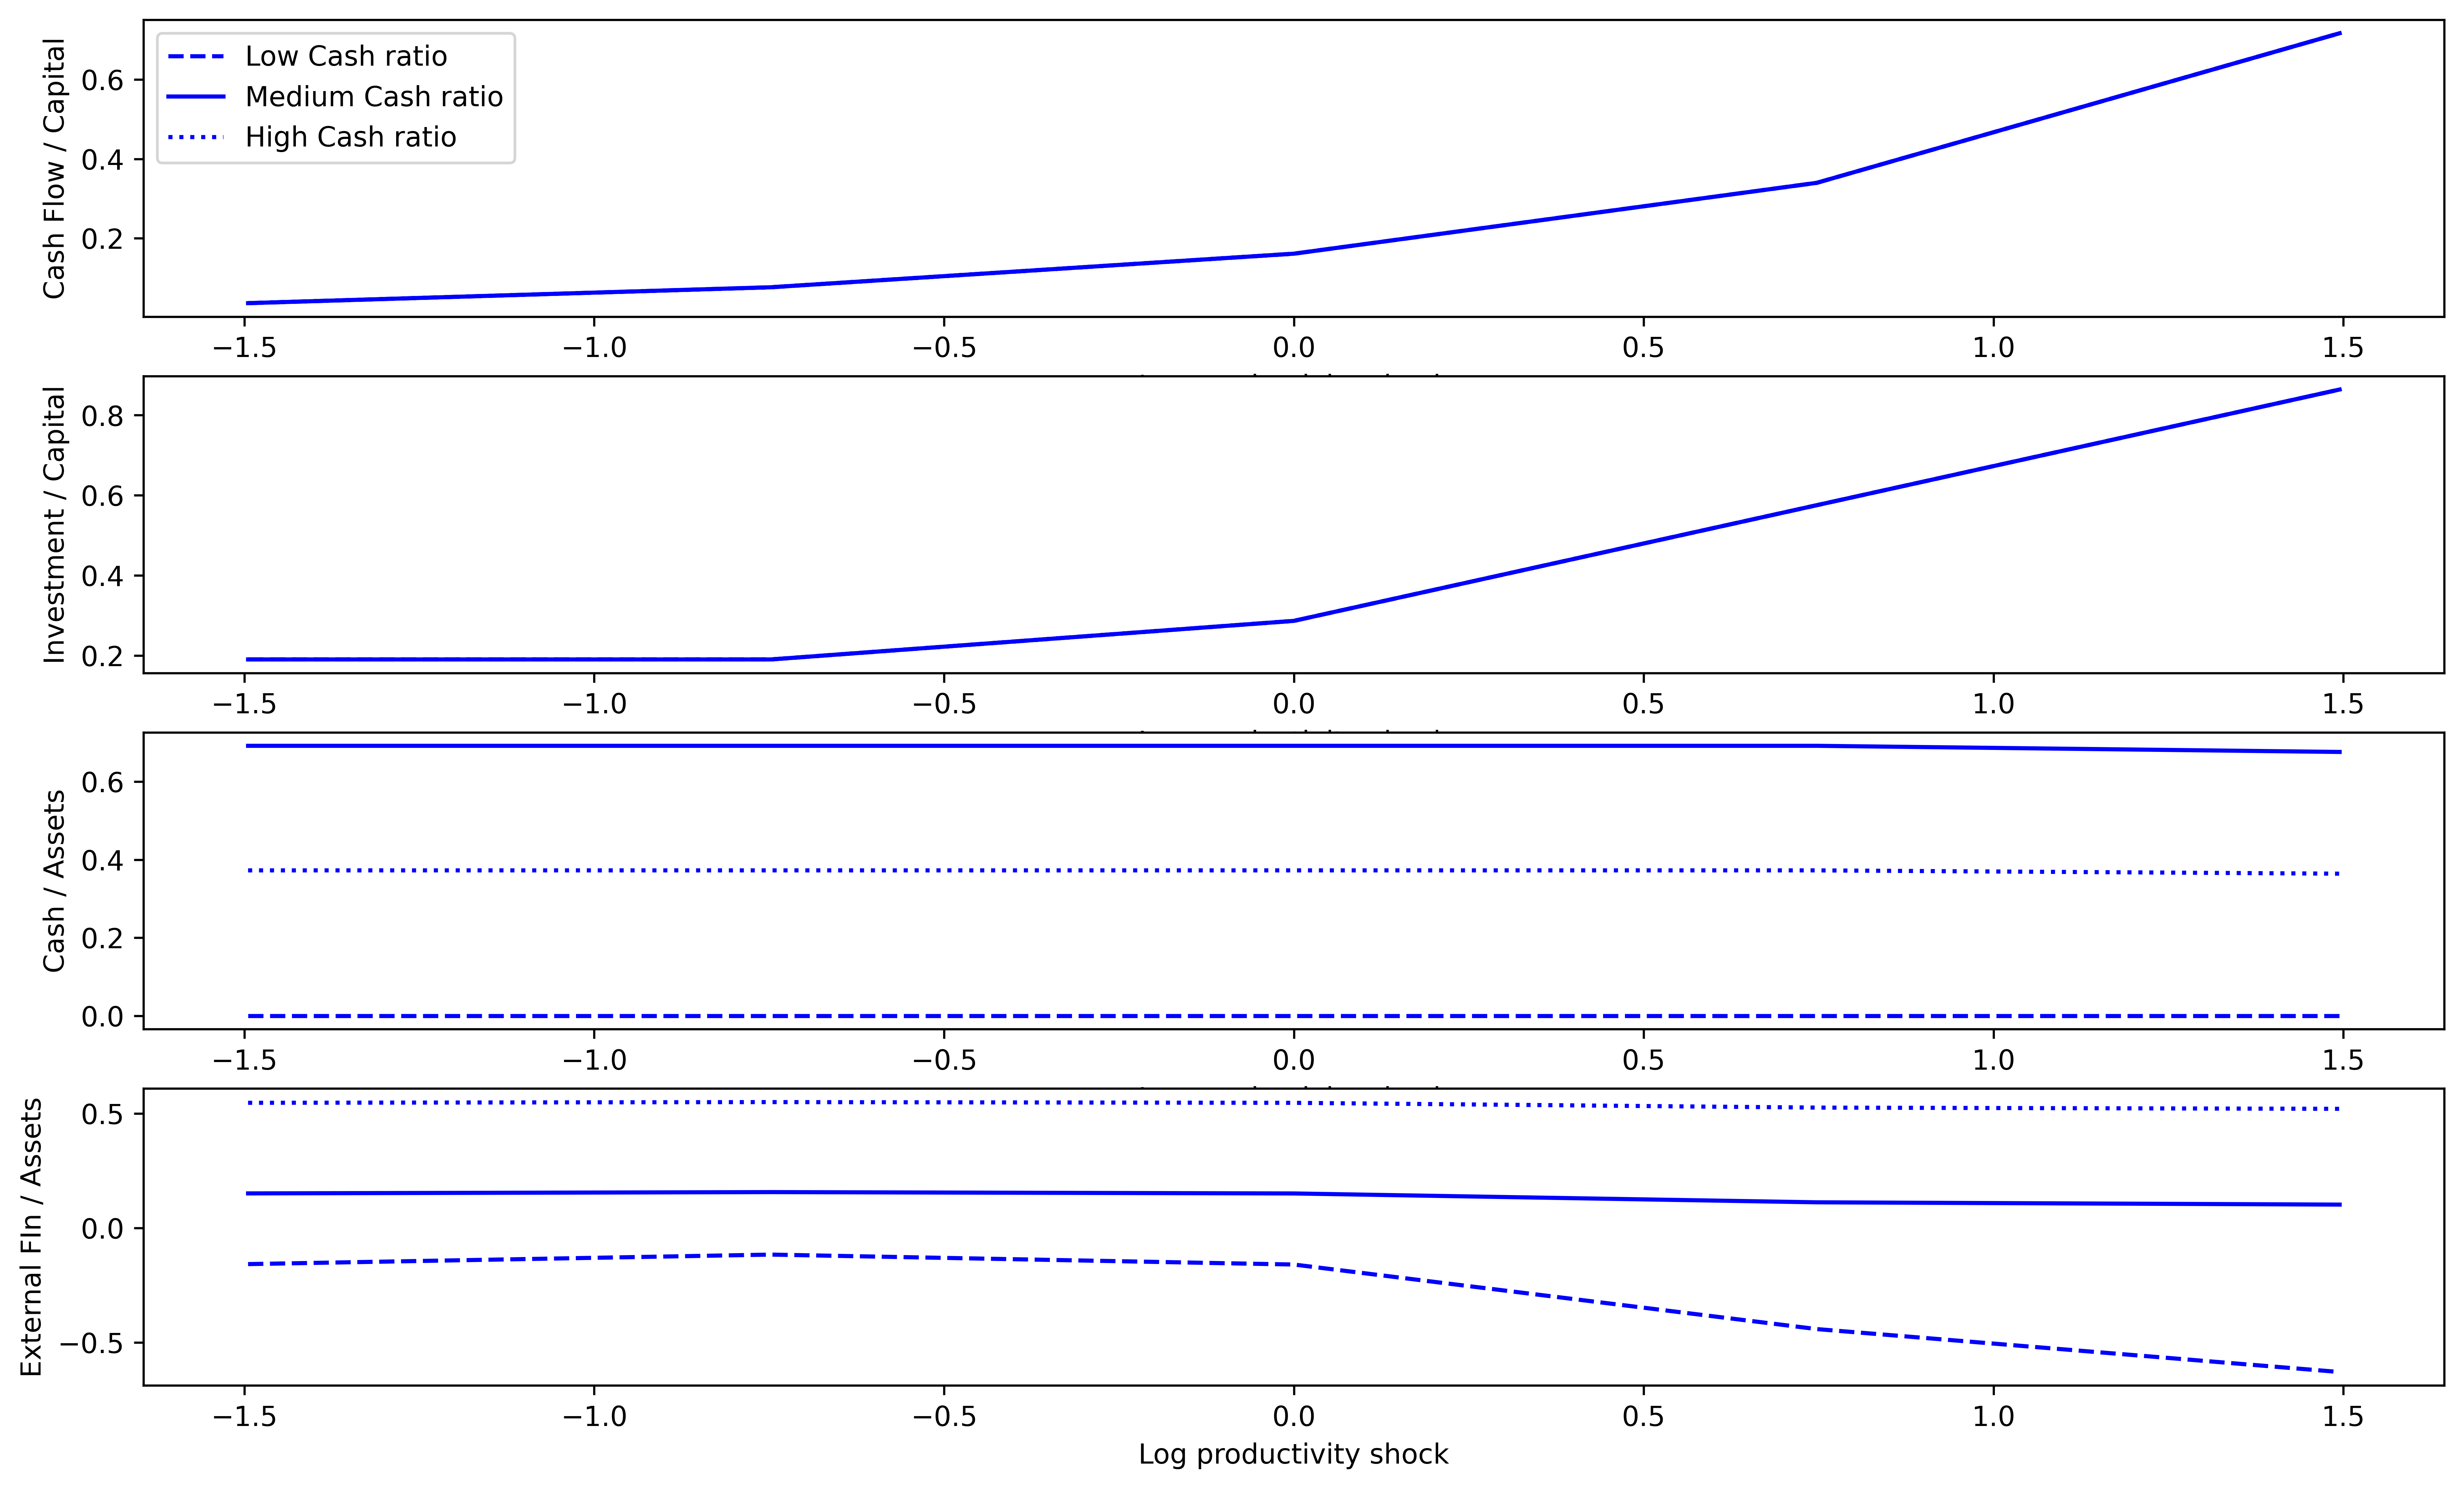 Cash Flow / Capital
0.6
0.4
0.2
Low Cash ratio
Medium Cash ratio
High Cash ratio
−1.5 −1.0 −0.5 0.0 0.5 1.0 1.5
Investment / Capital
0.8
0.6
0.4
0.2
−1.5 −1.0 −0.5 0.0 0.5 1.0 1.5
Cash / Assets
0.6
0.4
0.2
0.0
−1.5 −1.0 −0.5 0.0 0.5 1.0 1.5
External FIn / Assets
0.5
0.0
−0.5
−1.5 −1.0 −0.5 0.0 0.5 1.0 1.5
Log productivity shock